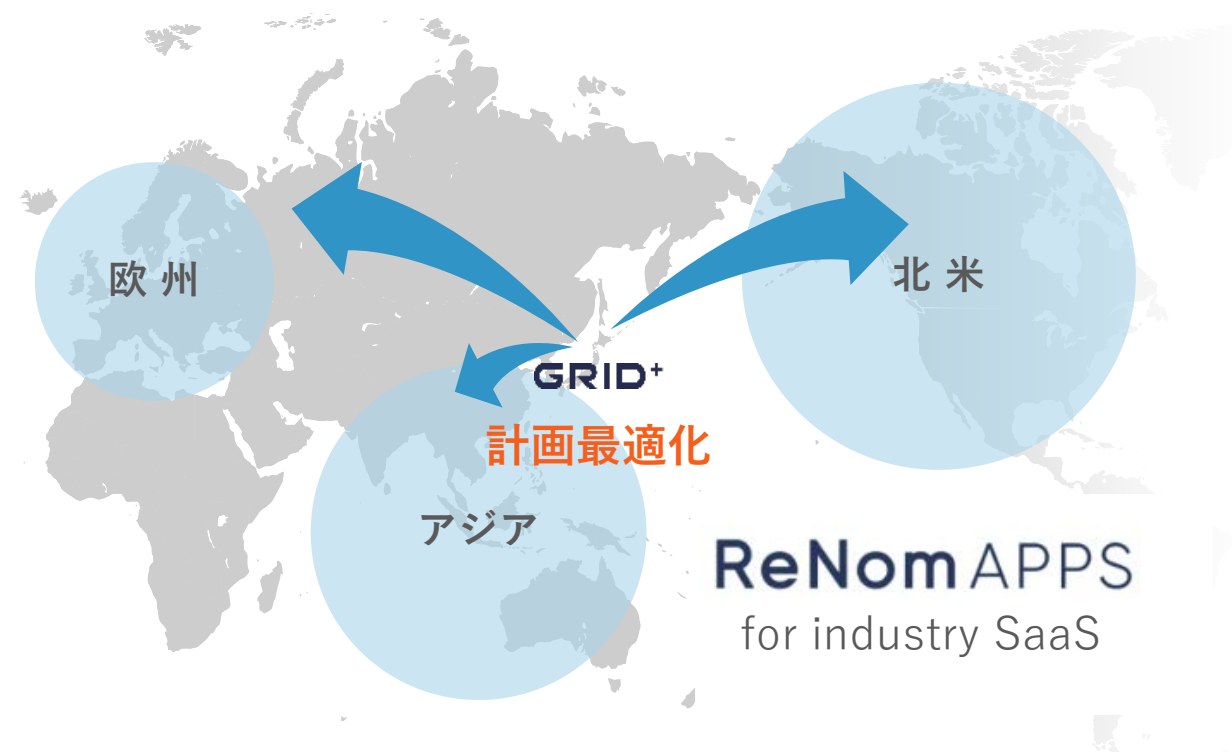 欧州
北米
GRID+
計画最適化
アジア
ReNom APPS
for industry SaaS